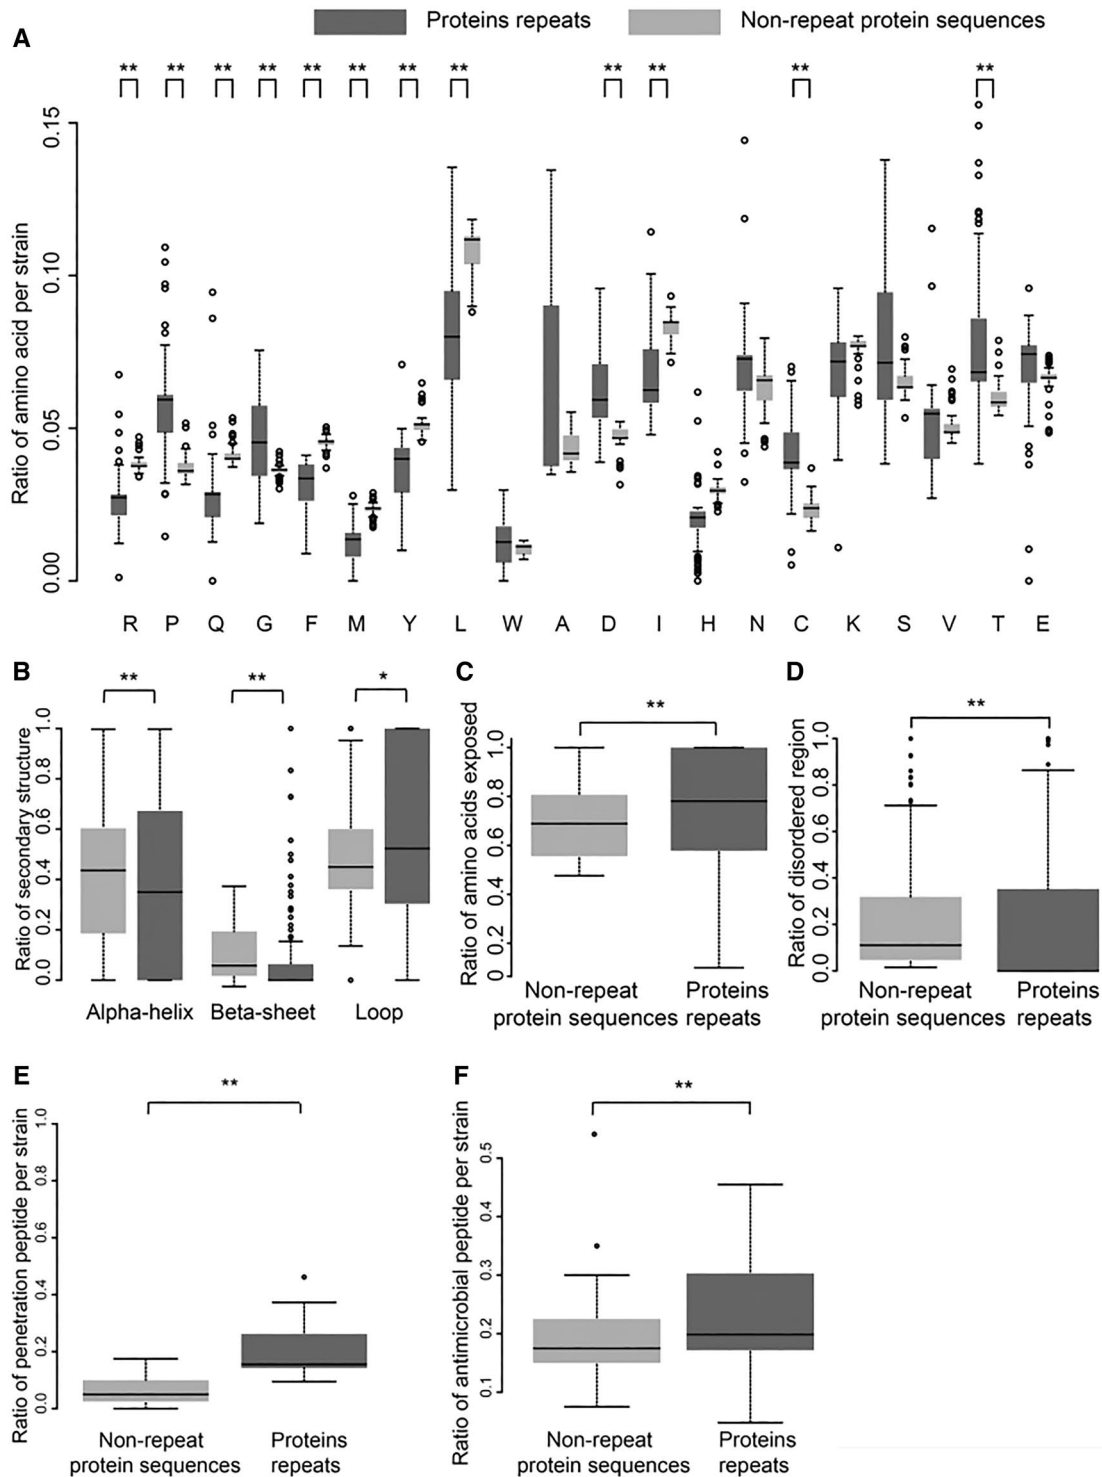 Proteins repeats Non-repeat protein sequences
A
** ** ** ** ** ** ** ** ** ** ** **
Ratio of amino acid per strain
0.15
0.10
0.05
0.00
R P Q G F M Y L W A D I H N C K S V T E
B
** ** *
Ratio of secondary structure
1.0
0.8
0.6
0.4
0.2
0.0
Alpha-helix Beta-sheet Loop
C
**
Ratio of amino acids exposed
1.0
0.8
0.6
0.4
0.2
0
Non-repeat Proteins
protein sequences repeats
D
**
Ratio of disordered region
1.0
0.8
0.6
0.4
0.2
0.0
Non-repeat Proteins
protein sequences repeats
E
**
Ratio of penetration peptide per strain
1.0
0.8
0.6
0.4
0.2
0.0
Non-repeat Proteins
protein sequences repeats
F
**
Ratio of antimicrobial peptide per strain
0.5
0.4
0.3
0.2
0.1
Non-repeat Proteins
protein sequences repeats